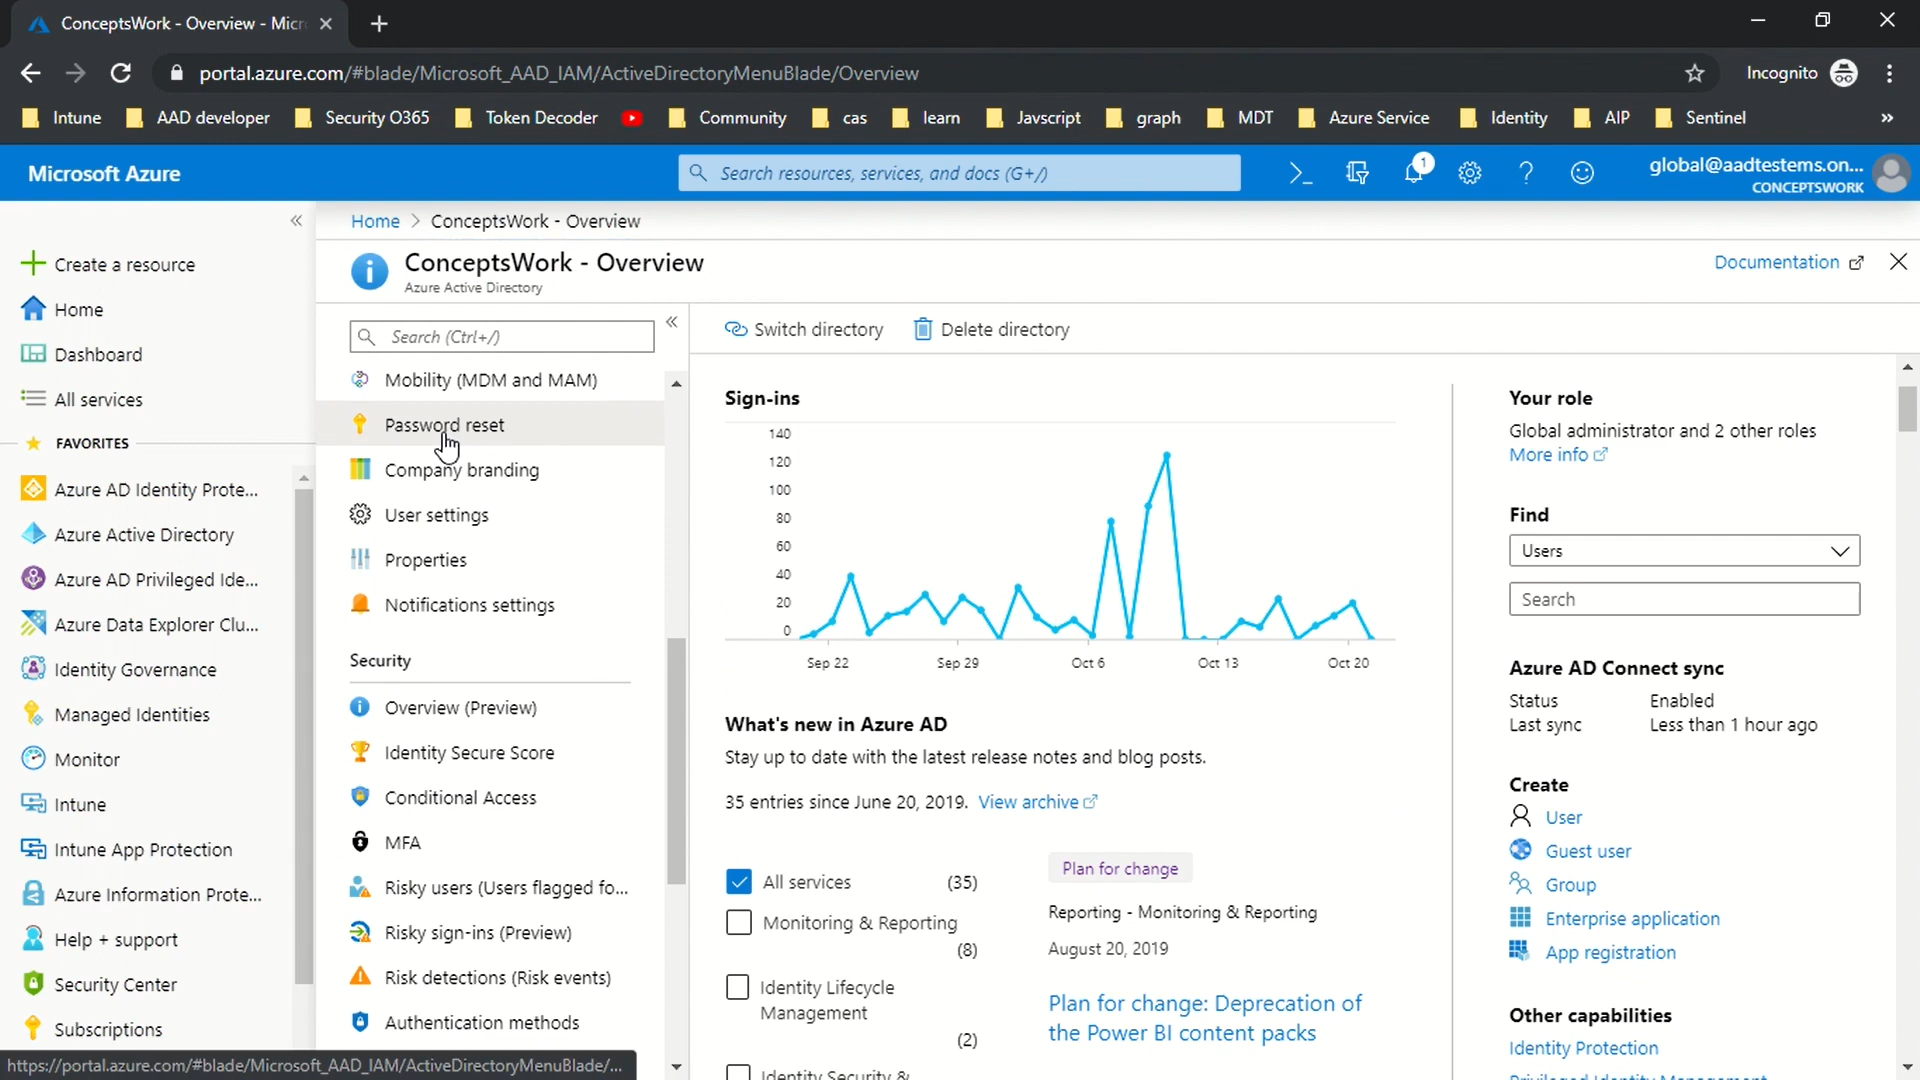 ConceptsWork - Overview - Micr
portal.azure.com/#blade/Microsoft_AAD_IAM/ActiveDirectoryMenuBlade/Overview
Incognito
Intune
AAD developer
Security O365
Token Decoder
Community
cas
learn
Javscript
graph
MDT
Azure Service
Identity
AIP
Sentinel
»
Microsoft Azure
Search resources, services, and docs (G+/)
1
global@aadtestems.on...
CONCEPTSWORK
Create a resource
Home
Dashboard
All services
FAVORITES
Azure AD Identity Prote...
Azure Active Directory
Azure AD Privileged Ide...
Azure Data Explorer Clu...
Identity Governance
Managed Identities
Monitor
Intune
Intune App Protection
Azure Information Prote...
Help + support
Security Center
Subscriptions
https://portal.azure.com/#blade/Microsoft_AAD_IAM/ActiveDirectoryMenuBlade/...
Home > ConceptsWork - Overview
ConceptsWork - Overview
Azure Active Directory
Documentation
Search (Ctrl+/)
Mobility (MDM and MAM)
Password reset
Company branding
User settings
Properties
Notifications settings
Security
Overview (Preview)
Identity Secure Score
Conditional Access
MFA
Risky users (Users flagged fo...
Risky sign-ins (Preview)
Risk detections (Risk events)
Authentication methods
Switch directory
Delete directory
Sign-ins
140
120
100
80
60
40
20
0
Sep 22
Sep 29
Oct 6
Oct 13
Oct 20
What's new in Azure AD
Stay up to date with the latest release notes and blog posts.
35 entries since June 20, 2019. View archive
All services (35)
Monitoring & Reporting
(8)
Identity Lifecycle
Management
(2)
Identity Security &
Plan for change
Reporting - Monitoring & Reporting
August 20, 2019
Plan for change: Deprecation of
the Power BI content packs
Your role
Global administrator and 2 other roles
More info
Find
Users
Search
Azure AD Connect sync
Status Enabled
Last sync Less than 1 hour ago
Create
User
Guest user
Group
Enterprise application
App registration
Other capabilities
Identity Protection
Privileged Identity Management